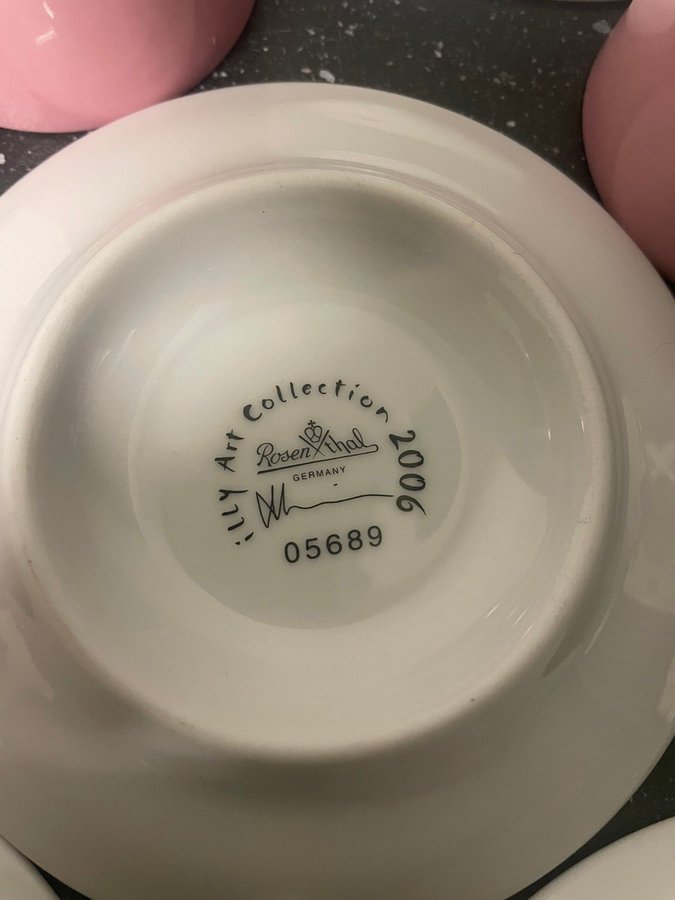 illy Art Collection 2006
Rosenthal
GERMANY
05689